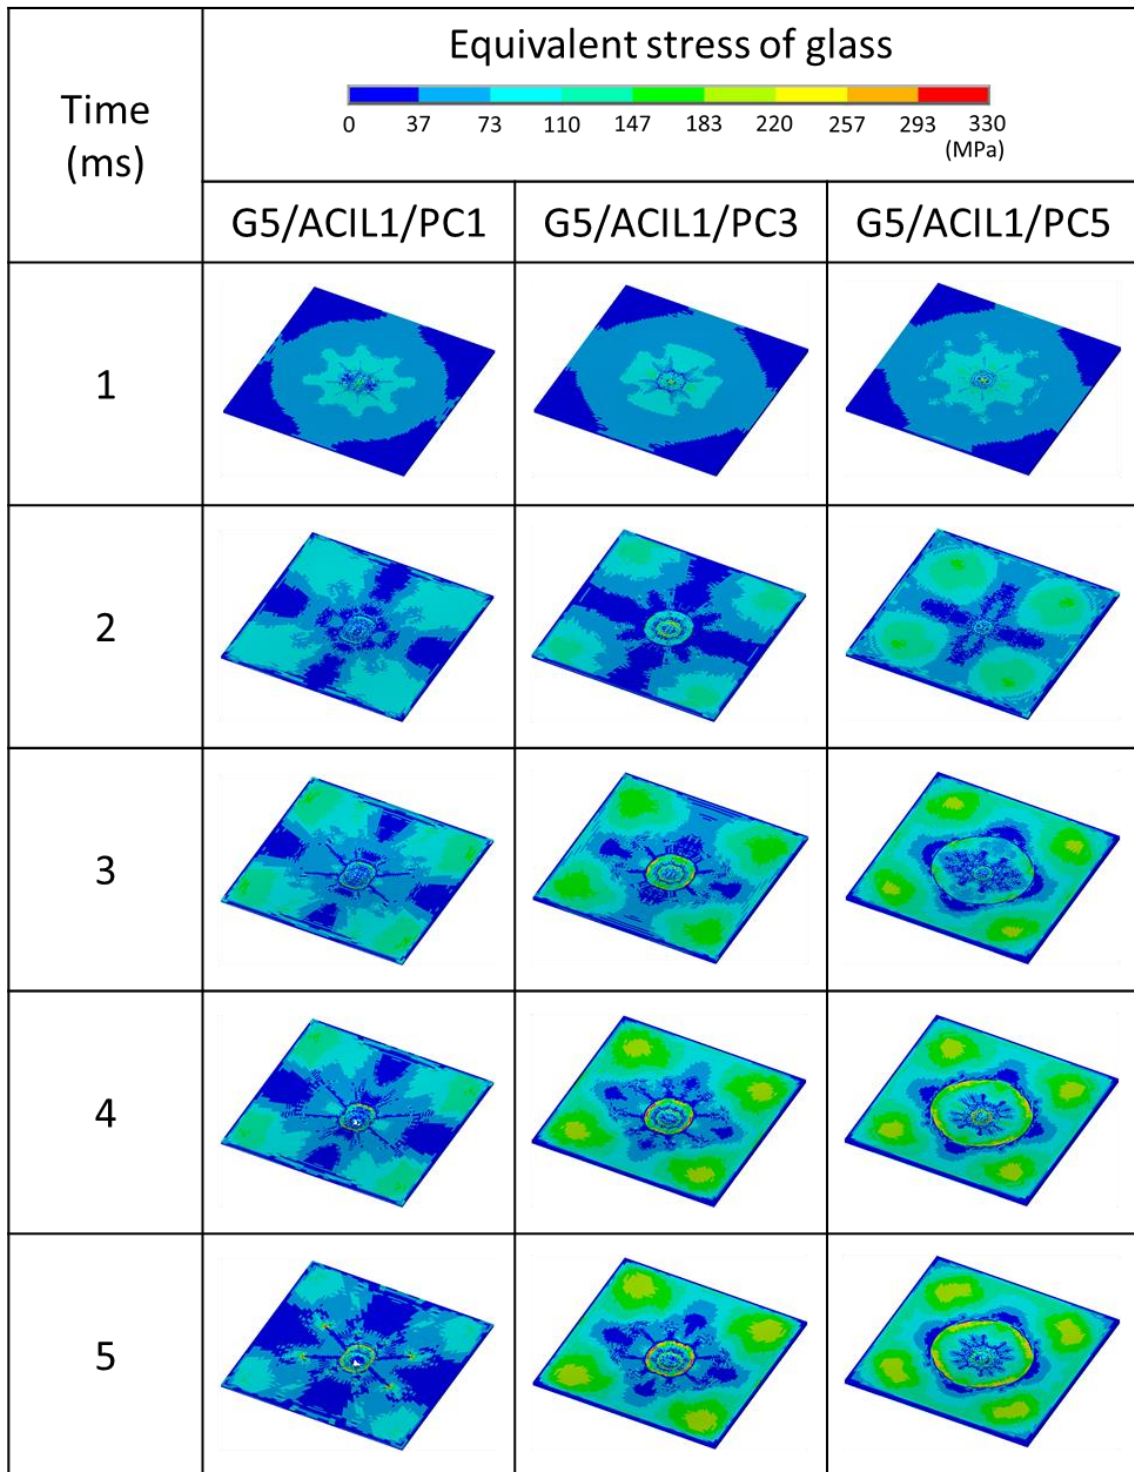 Time
(ms)
Equivalent stress of glass
0 37 73 110 147 183 220 257 293 330
(MPa)
G5/ACIL1/PC1 G5/ACIL1/PC3 G5/ACIL1/PC5
1
2
3
4
5